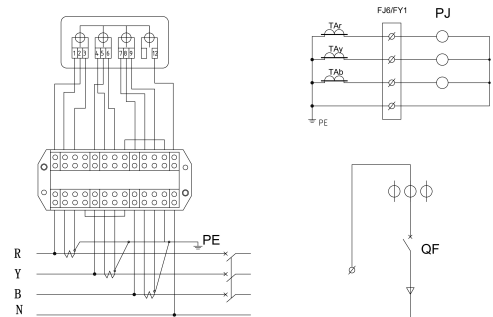 FJ6/FY1 PJ
TAr
TAy
TAb
PE
1 2 3 4 5 6 7 8 9 12
PE
R
Y
B
N
QF